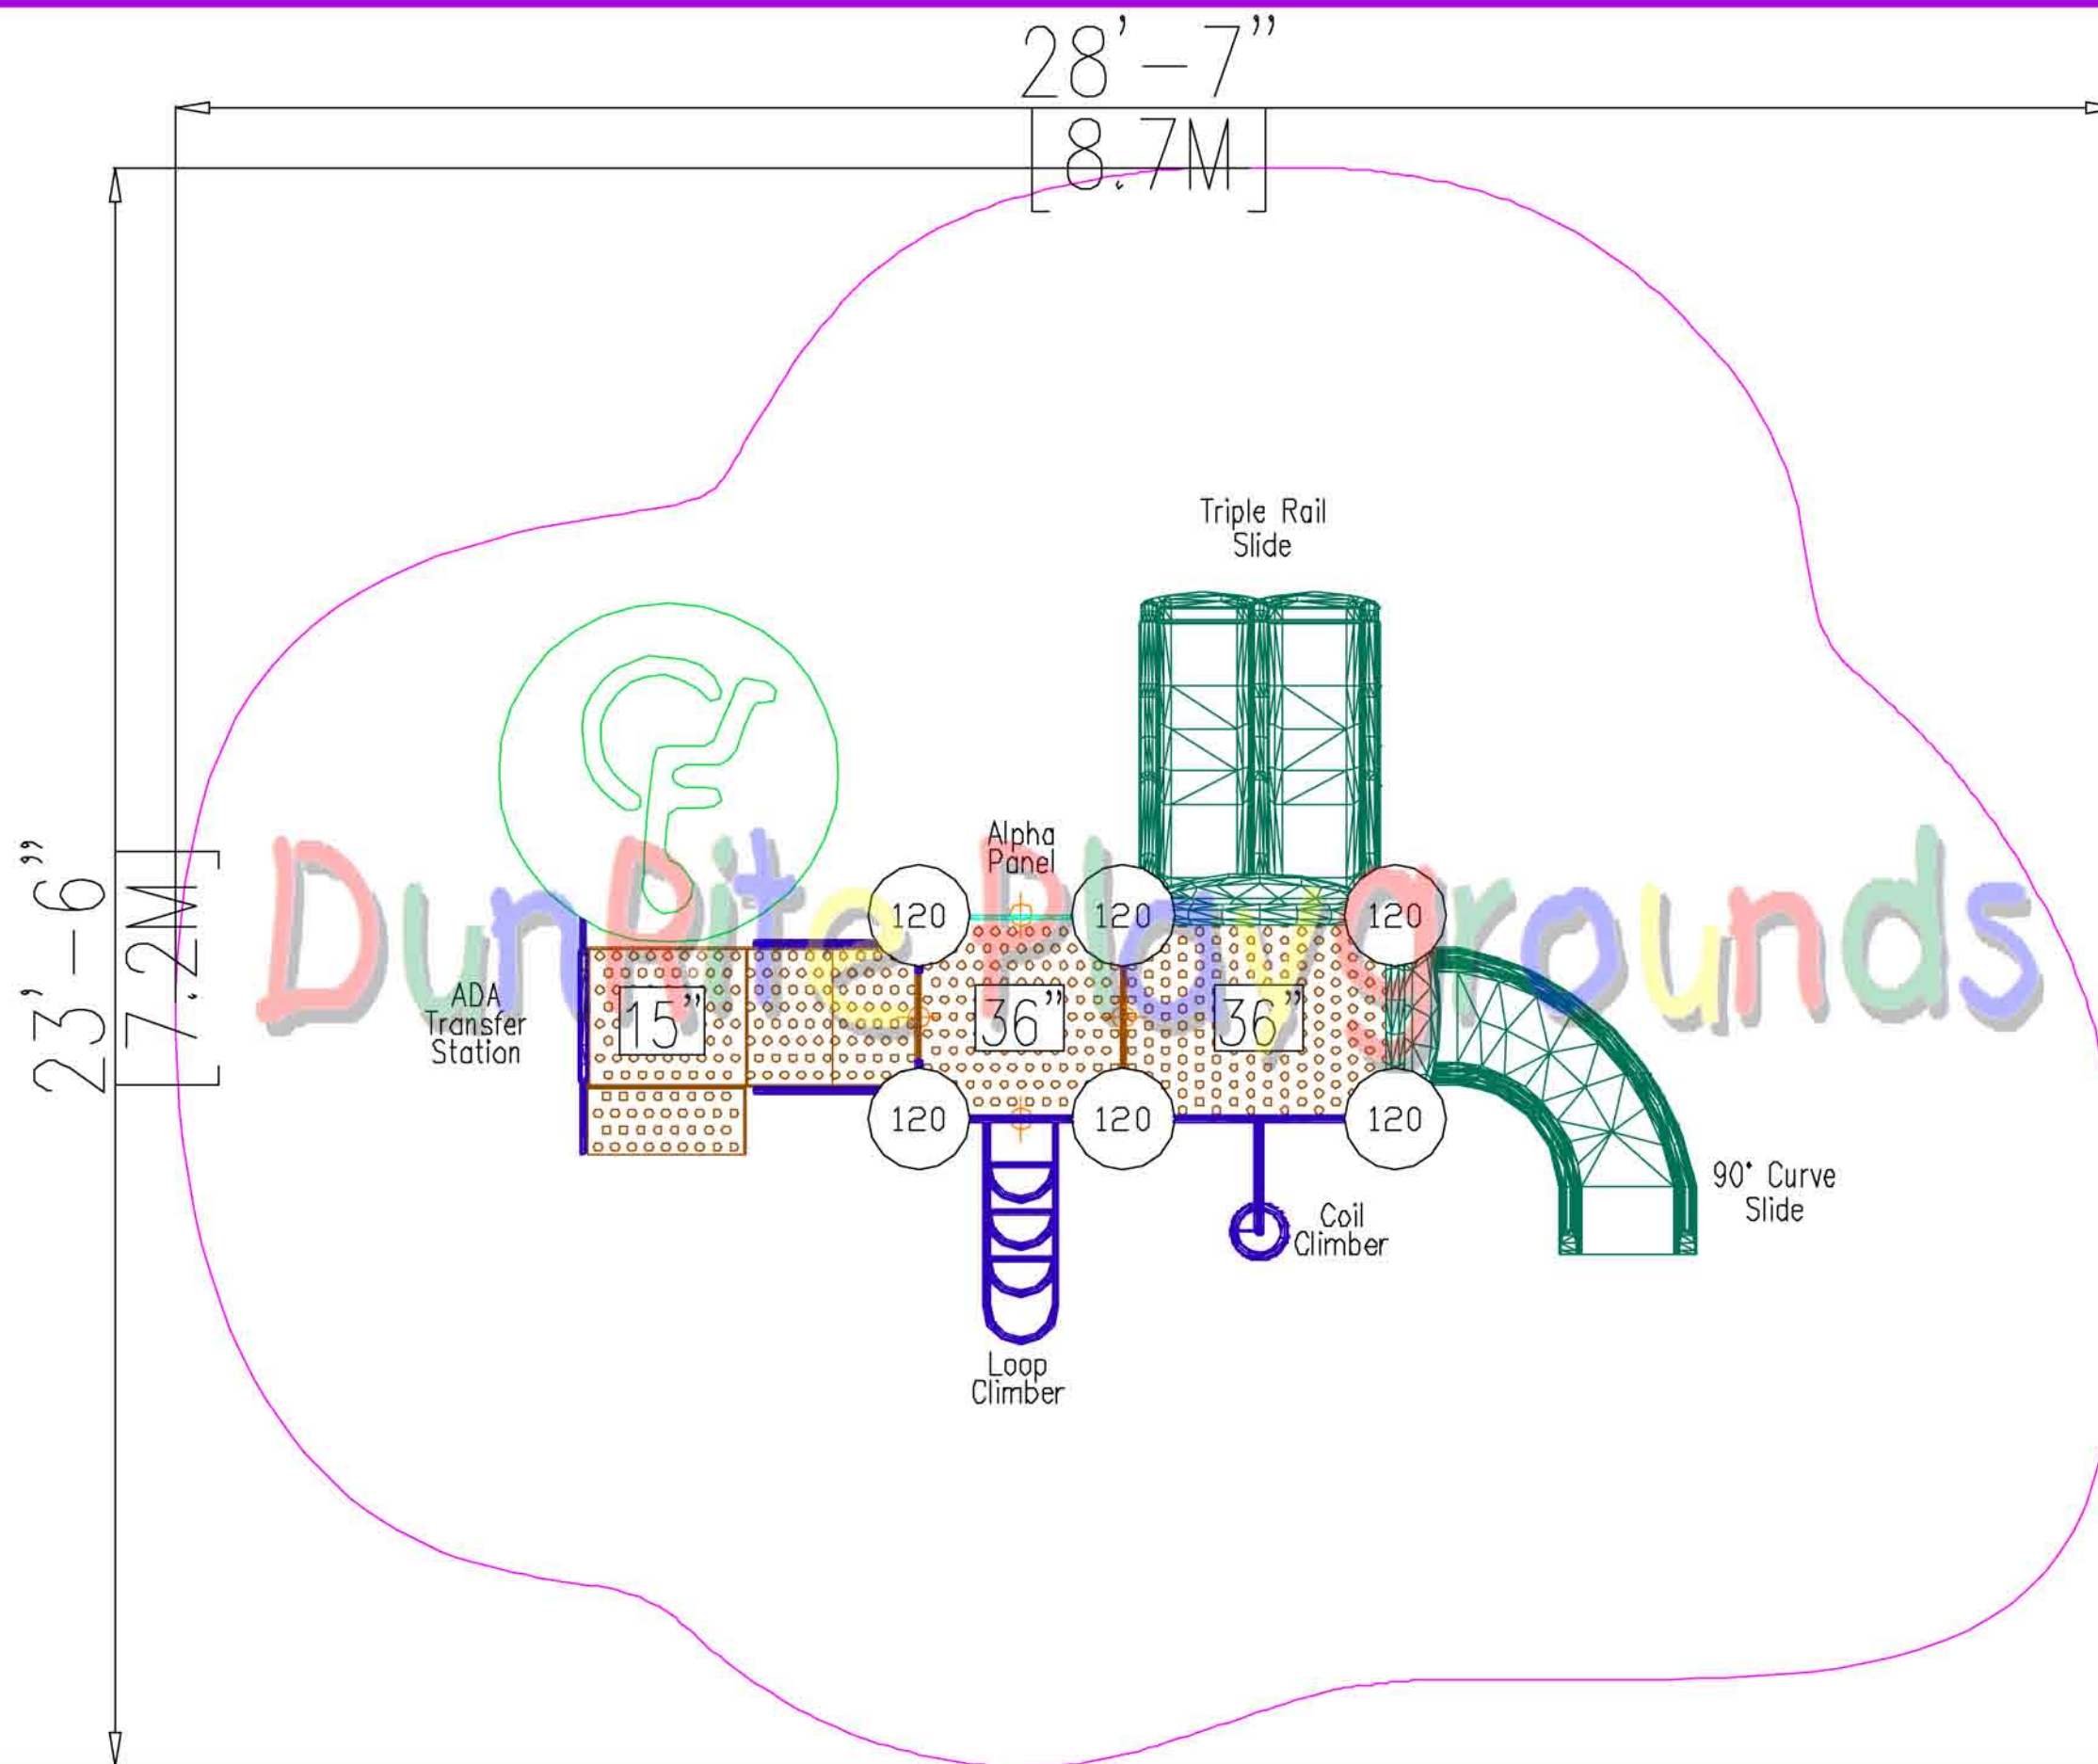 28'-7"
[8.7M]
Triple Rail
Slide
23'-6"
[7.2M]
Alpha
Panel
DunRite Playgrounds
120
120
120
ADA
Transfer
Station
15"
36"
36"
120
120
120
90° Curve
Slide
Coil
Climber
Loop
Climber